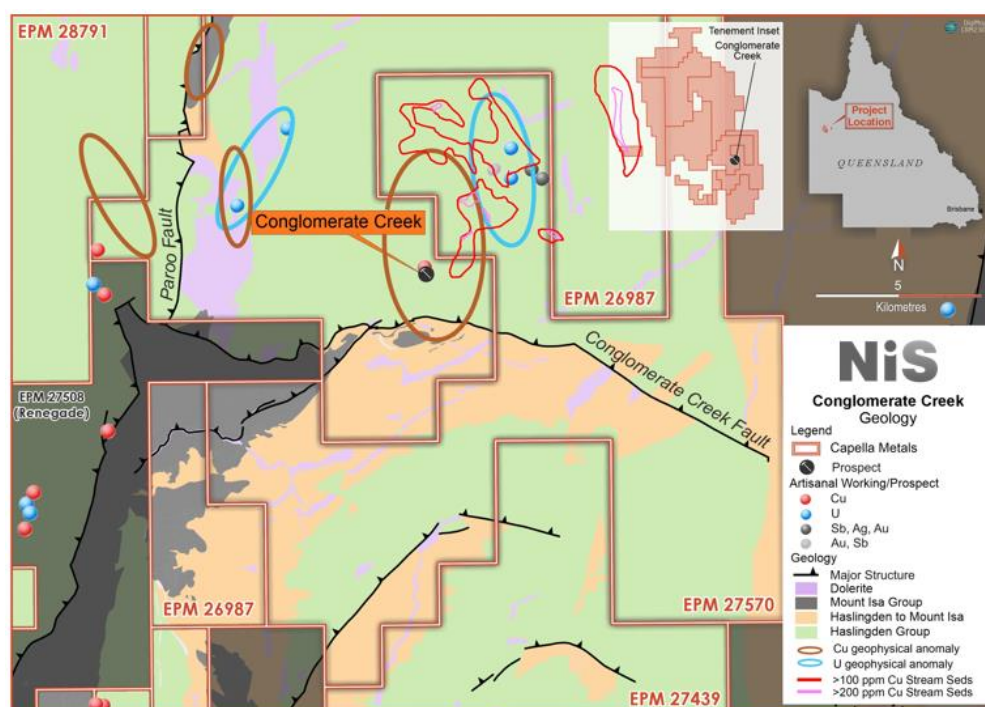 EPM 28791
Tenement Inset
Conglomerate
Creek
Project
Location
QUEENSLAND
Brisbane
N
5
Kilometres
Paroo Fault
Conglomerate Creek
EPM 26987
Conglomerate Creek Fault
EPM 27508
(Renegade)
EPM 26987
EPM 27570
EPM 27439
NiS
Conglomerate Creek
Geology
Legend
Capella Metals
Prospect
Artisanal Working/Prospect
Cu
U
Sb, Ag, Au
Au, Sb
Geology
Major Structure
Dolerite
Mount Isa Group
Haslingden to Mount Isa
Haslingden Group
Cu geophysical anomaly
U geophysical anomaly
>100 ppm Cu Stream Seds
>200 ppm Cu Stream Seds